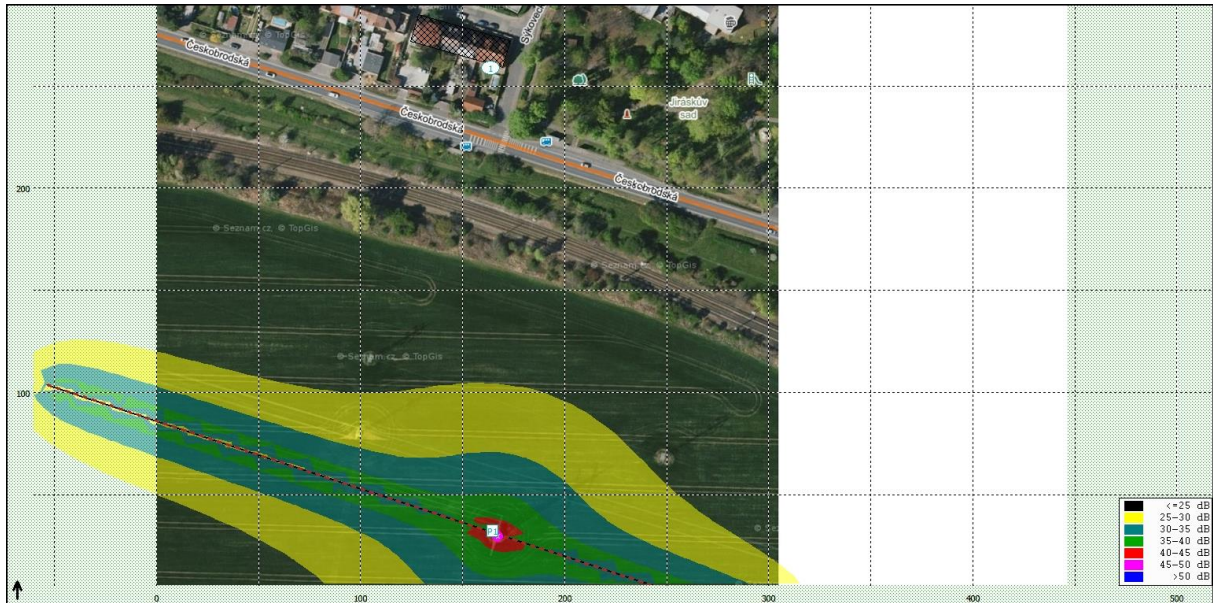 Českobrodská
Sýkovecká
1
Českobrodská
Jiráskův
sad
Českobrodská
200
© Seznam.cz © TopGis
© Seznam.cz © TopGis
© Seznam.cz © TopGis
100
P1
<=25 dB
25-30 dB
30-35 dB
35-40 dB
40-45 dB
45-50 dB
>50 dB
0
100
200
300
400
500